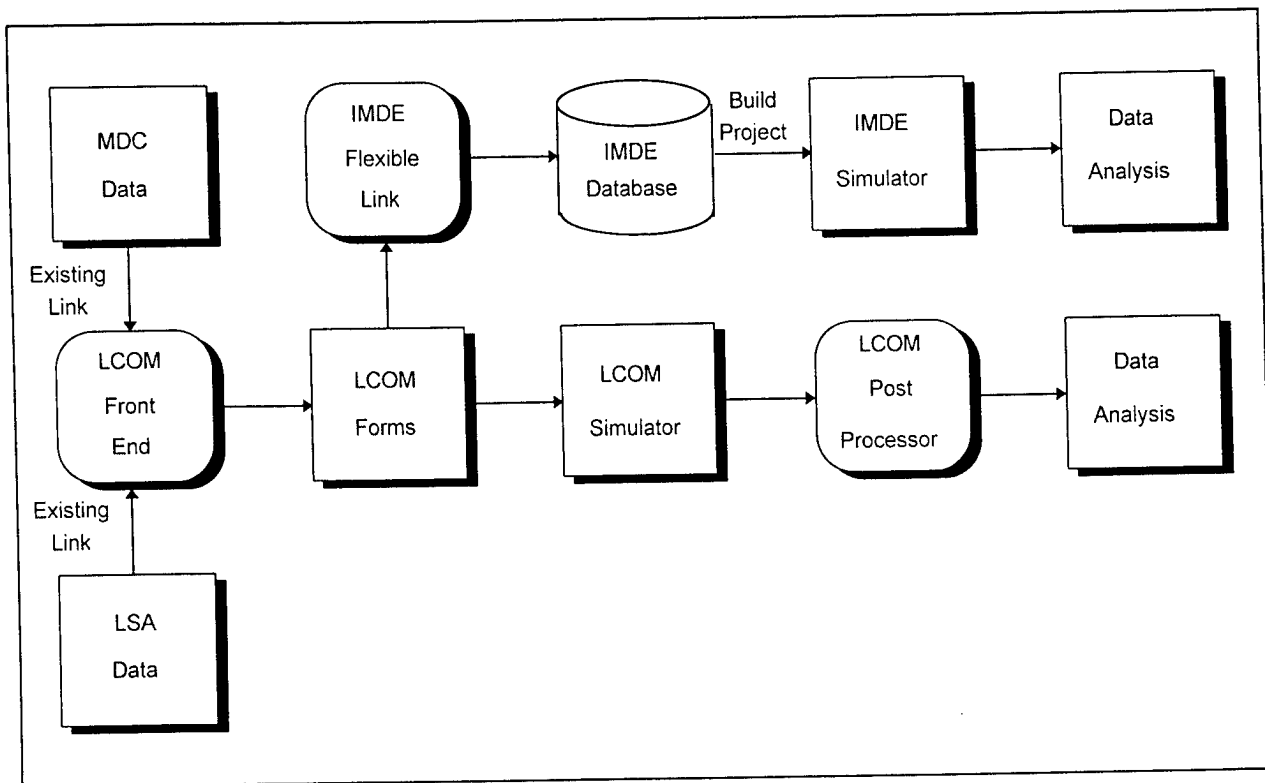 MDC
Data
IMDE
Flexible
Link
IMDE
Database
Build
Project
IMDE
Simulator
Data
Analysis
Existing
Link
LCOM
Front
End
LCOM
Forms
LCOM
Simulator
LCOM
Post
Processor
Data
Analysis
Existing
Link
LSA
Data